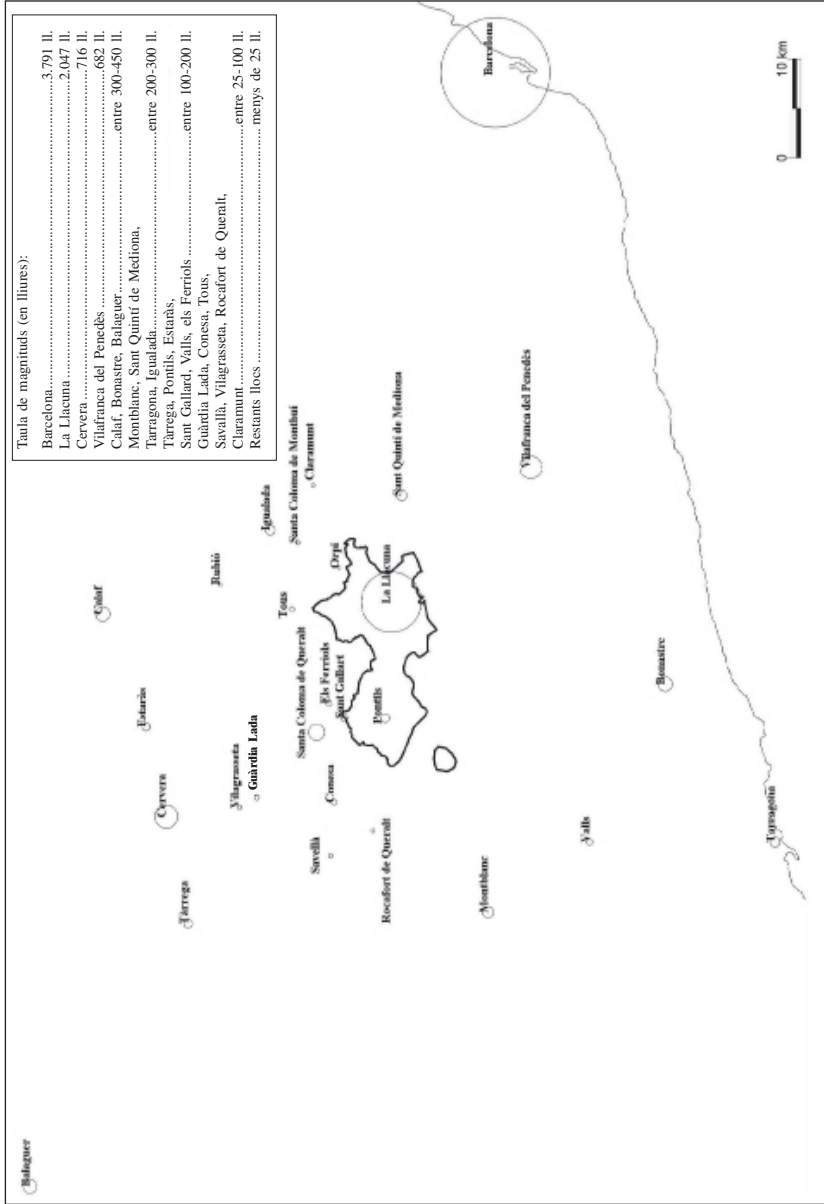 Taula de magnituds (en lliures):
Barcelona....................3.791 ll.
La Llacuna....................2.047 ll.
Cervera....................716 ll.
Vilafranca del Penedès....................682 ll.
Calaf, Bonastre, Balaguer....................entre 300-450 ll.
Montblanc, Sant Quintí de Mediona,
Tarragona, Igualada....................entre 200-300 ll.
Tàrrega, Pontils, Estaràs,
Sant Gallard, Valls, els Ferriols....................entre 100-200 ll.
Guàrdia Lada, Conesa, Tous,
Savallà, Vilagrasseta, Rocafort de Queralt,
Claramunt....................entre 25-100 ll.
Restants llocs....................menys de 25 ll.
Balaguer
Calaf
Estaràs
Cervera
Tàrrega
Rubió
Vilagrasseta
Guàrdia Lada
Igualada
Tous
Santa Coloma de Montbui
Claramunt
Santa Coloma de Queralt
Els Ferriols
Sant Gallart
Conesa
Savellà
Orpí
La Llacuna
Pontils
Rocafort de Queralt
Sant Quintí de Mediona
Montblanc
Barcelona
Vilafranca del Penedès
Valls
Bonastre
Tarragona
0 10 km